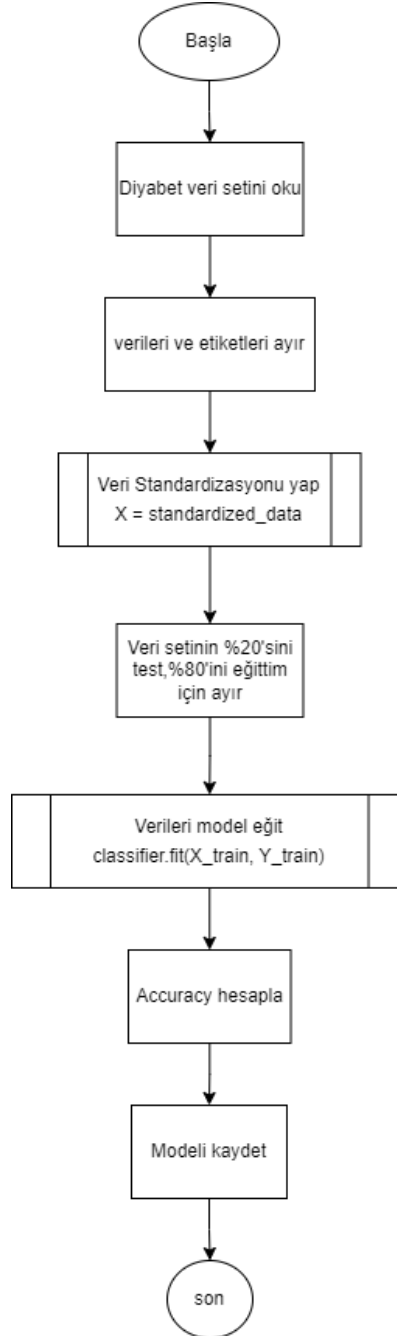 Başla
Diyabet veri setini oku
verileri ve etiketleri ayır
Veri Standardizasyonu yap
X = standardized_data
Veri setinin %20'sini
test,%80'ini eğittim
için ayır
Verileri model eğit
classifier.fit(X_train, Y_train)
Accuracy hesapla
Modeli kaydet
son